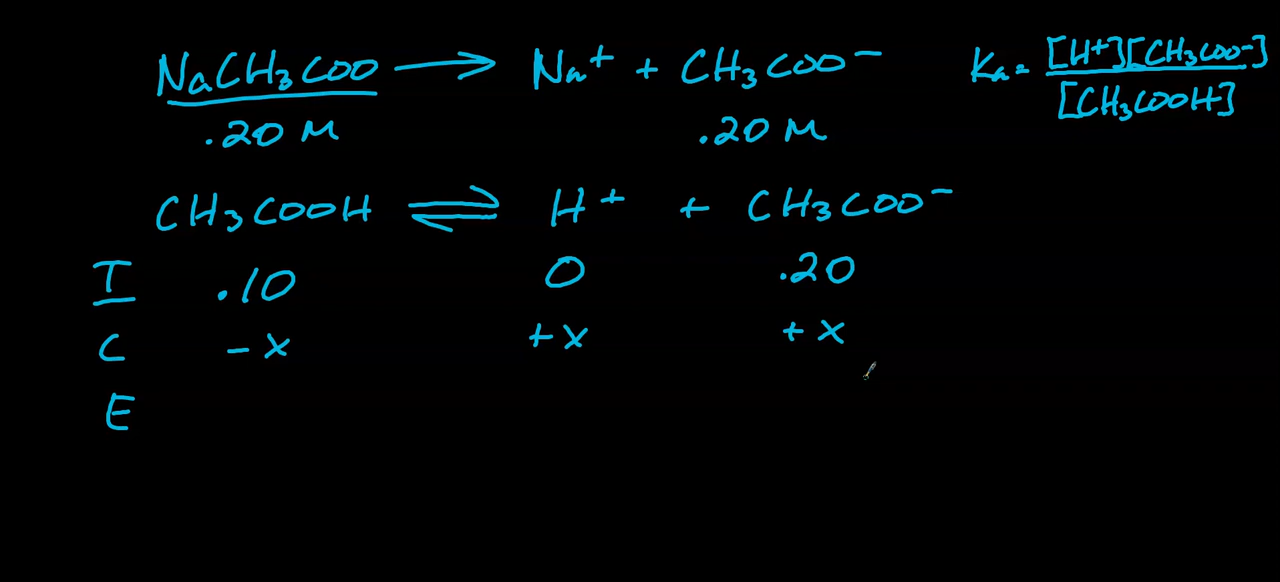 NaCH₃COO ⟶ Na⁺ + CH₃COO⁻ Ka = [H⁺][CH₃COO⁻] / [CH₃COOH]
.20 M .20 M
CH₃COOH ⇌ H⁺ + CH₃COO⁻
I .10 0 .20
C - x + x + x
E